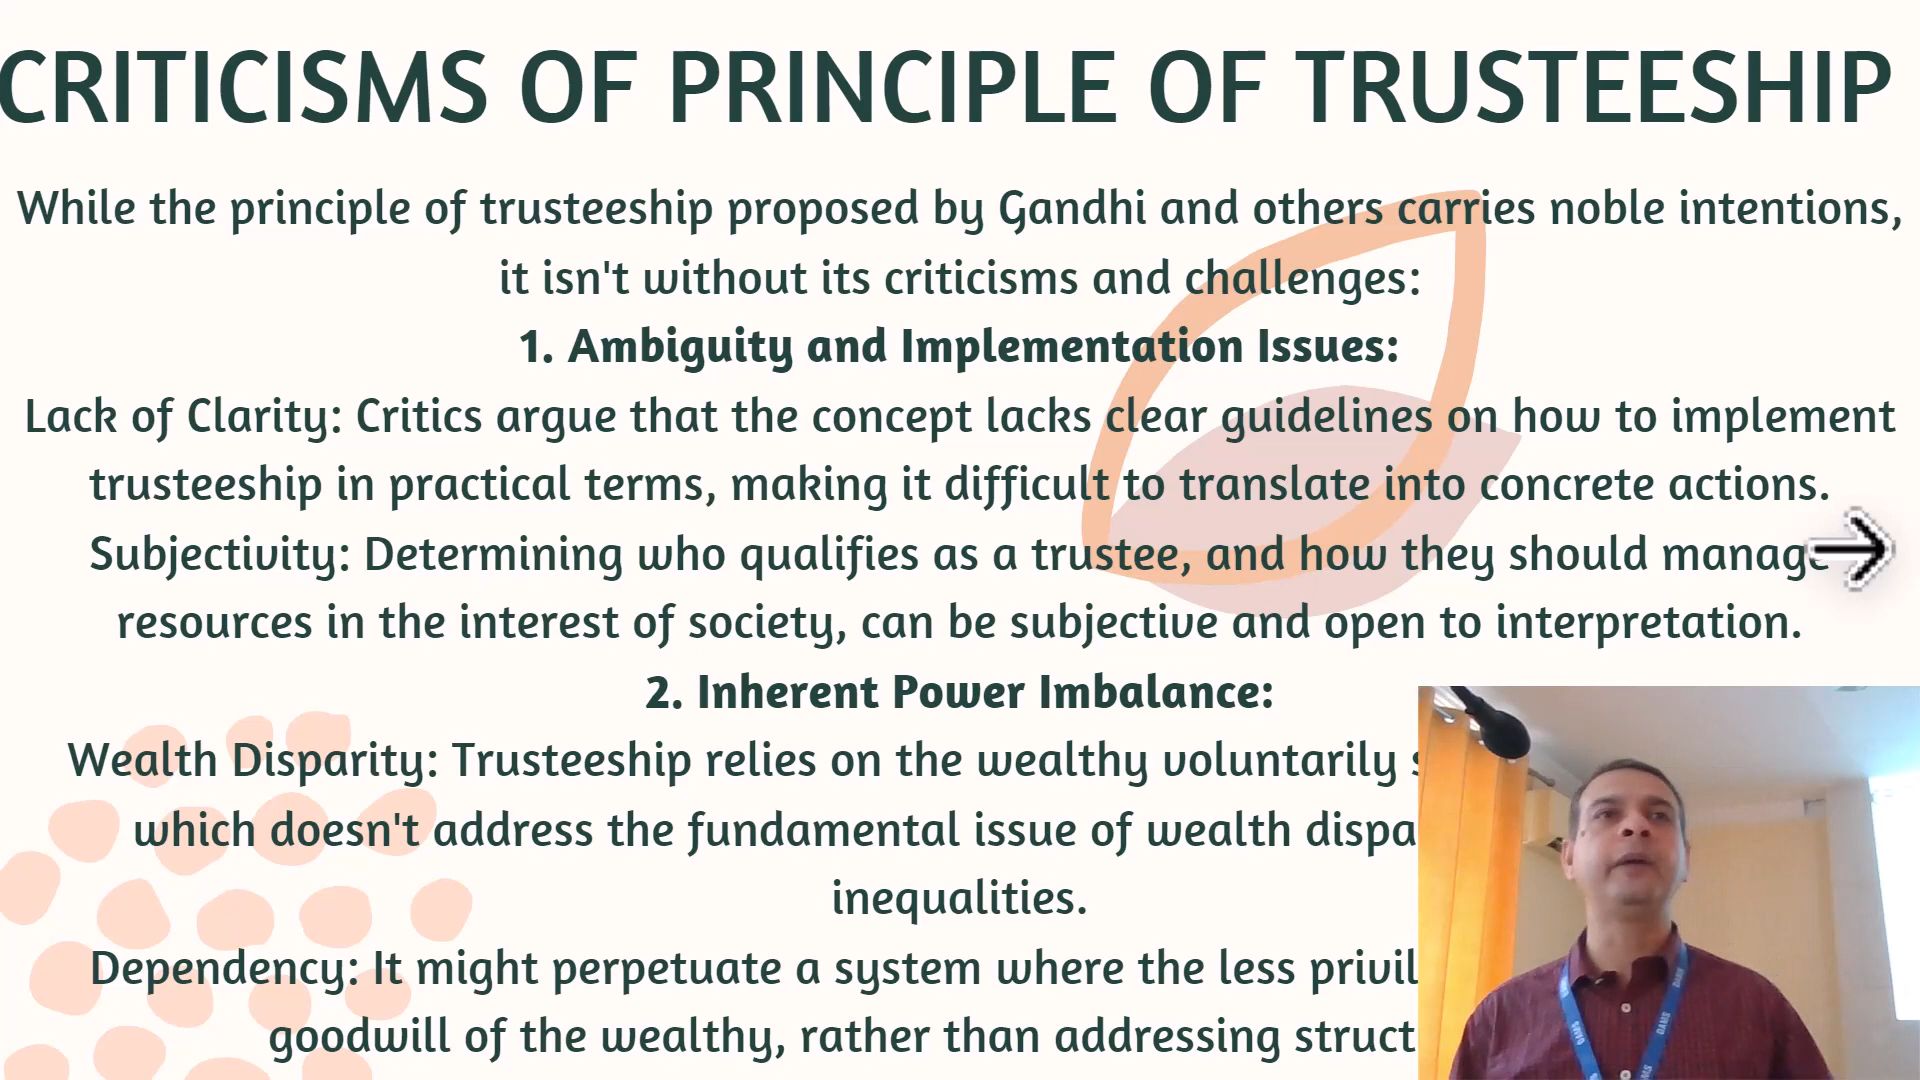 CRITICISMS OF PRINCIPLE OF TRUSTEESHIP
While the principle of trusteeship proposed by Gandhi and others carries noble intentions,
it isn't without its criticisms and challenges:
1. Ambiguity and Implementation Issues:
Lack of Clarity: Critics argue that the concept lacks clear guidelines on how to implement
trusteeship in practical terms, making it difficult to translate into concrete actions.
Subjectivity: Determining who qualifies as a trustee, and how they should manage
resources in the interest of society, can be subjective and open to interpretation.
2. Inherent Power Imbalance:
Wealth Disparity: Trusteeship relies on the wealthy voluntarily
which doesn't address the fundamental issue of wealth
inequalities.
Dependency: It might perpetuate a system where the less
goodwill of the wealthy, rather than addressing
DAMS
DAMS